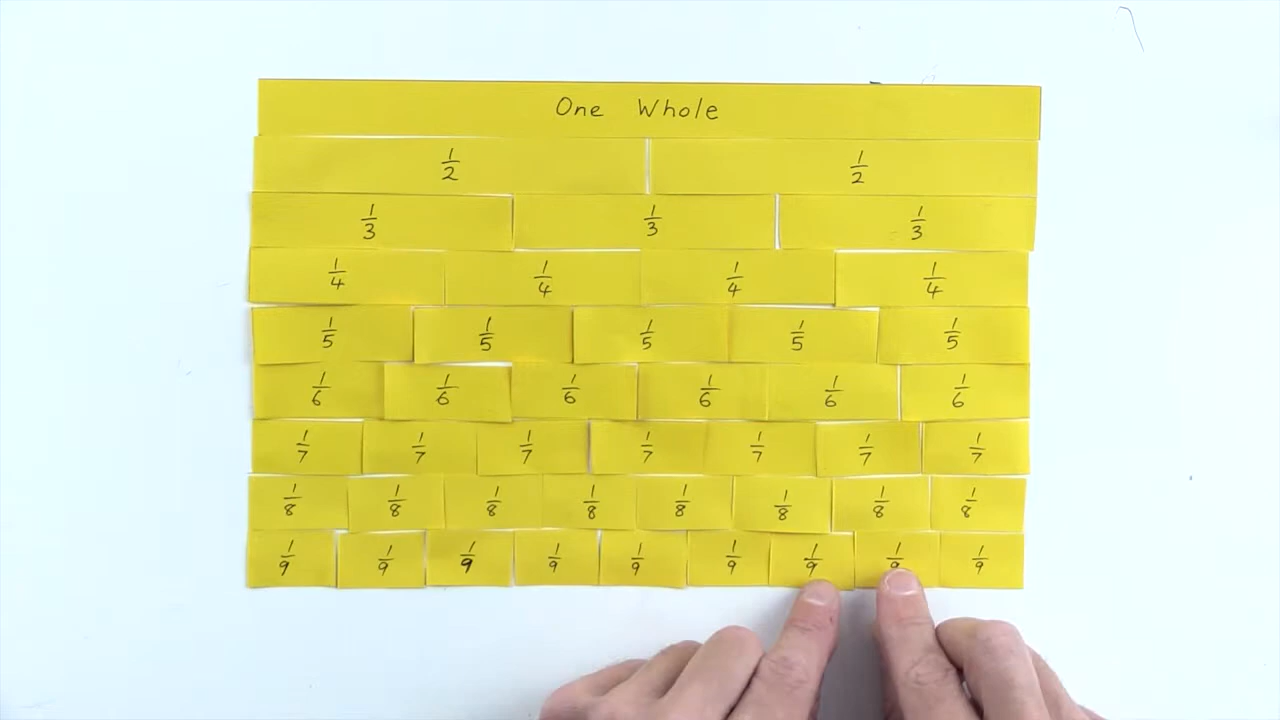 One Whole
1/2 1/2
1/3 1/3 1/3
1/4 1/4 1/4 1/4
1/5 1/5 1/5 1/5 1/5
1/6 1/6 1/6 1/6 1/6 1/6
1/7 1/7 1/7 1/7 1/7 1/7 1/7
1/8 1/8 1/8 1/8 1/8 1/8 1/8 1/8
1/9 1/9 1/9 1/9 1/9 1/9 1/9 1/9 1/9